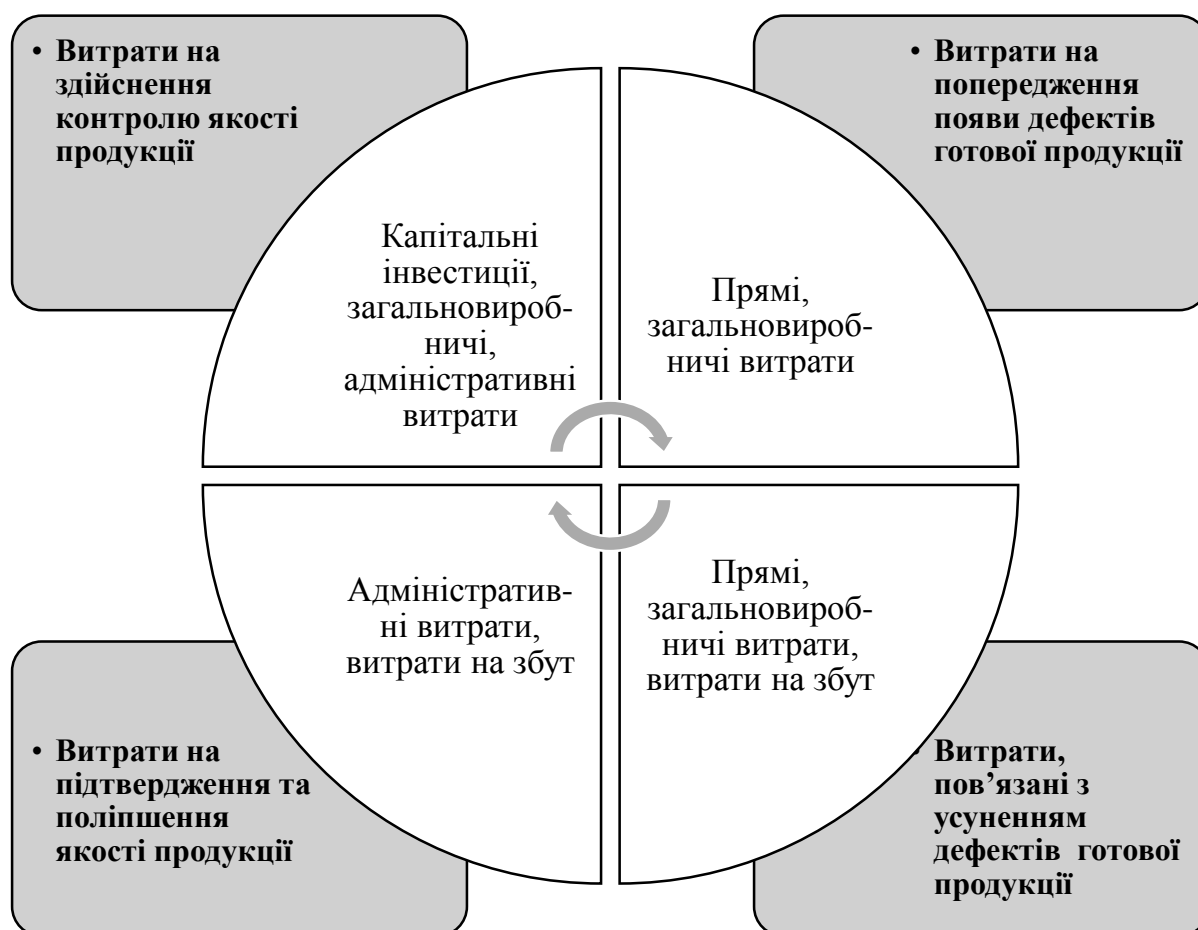 • Витрати на
здійснення
контролю якості
продукції
• Витрати на
попередження
появи дефектів
готової продукції
Капітальні
інвестиції,
загальновироб-
ничі,
адміністративні
витрати
Прямі,
загальновироб-
ничі витрати
Адміністратив-
ні витрати,
витрати на збут
Прямі,
загальновироб-
ничі витрати,
витрати на збут
• Витрати на
підтвердження та
поліпшення
якості продукції
• Витрати,
пов’язані з
усуненням
дефектів готової
продукції